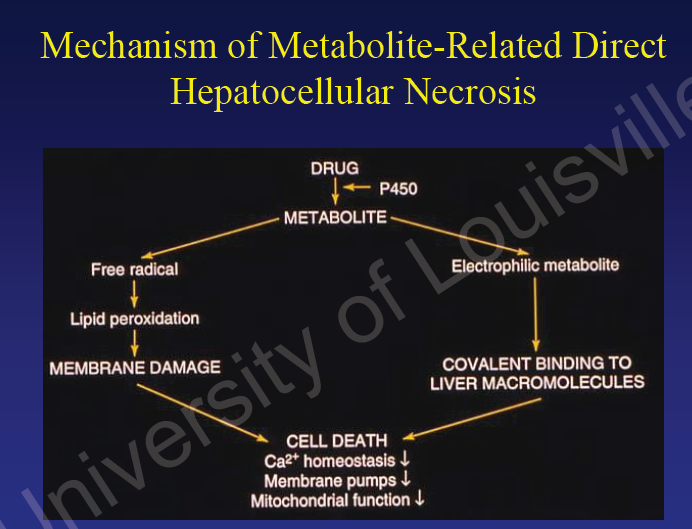 Mechanism of Metabolite-Related Direct
Hepatocellular Necrosis
DRUG
P450
METABOLITE
Free radical
Electrophilic metabolite
Lipid peroxidation
MEMBRANE DAMAGE
COVALENT BINDING TO
LIVER MACROMOLECULES
CELL DEATH
Ca²⁺ homeostasis ↓
Membrane pumps ↓
Mitochondrial function ↓
University of Louisville